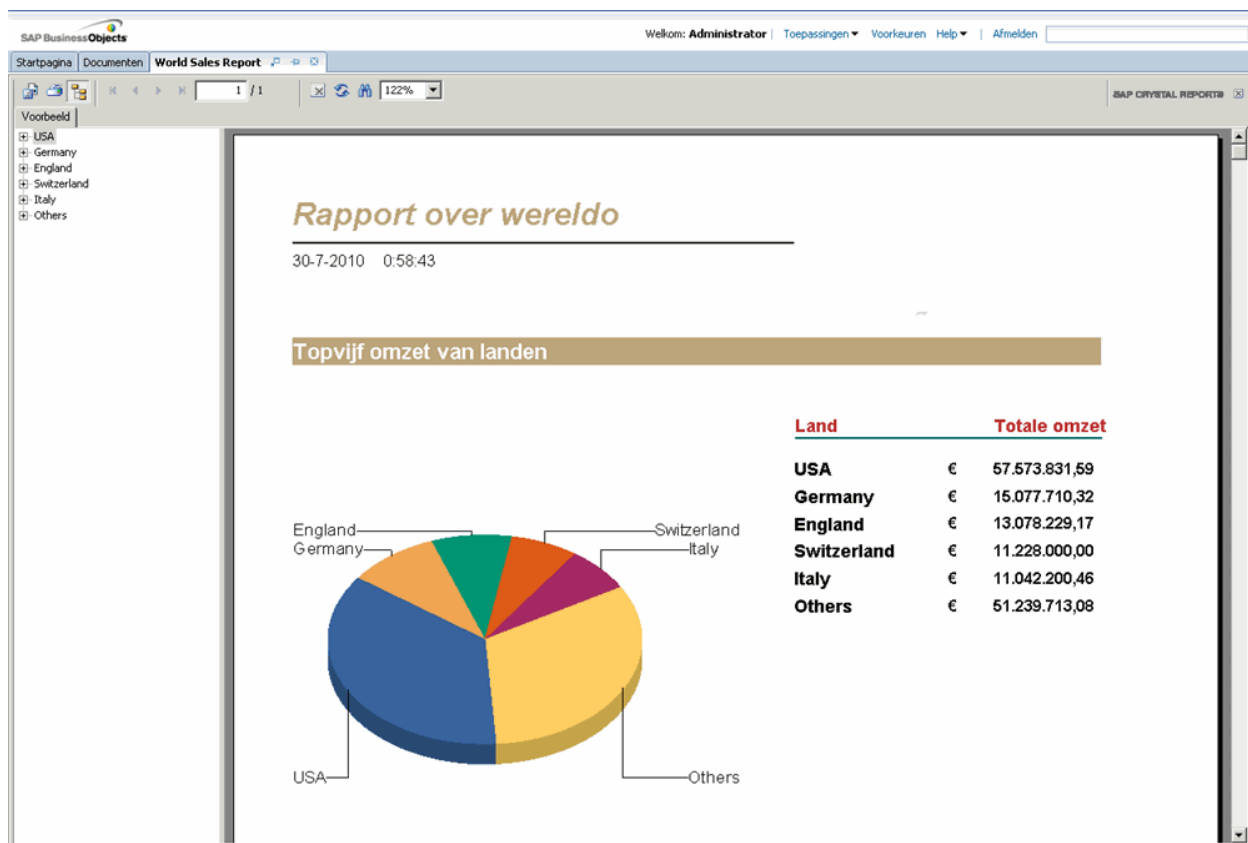 SAP BusinessObjects
Welkom: Administrator | Toepassingen Voorkeuren Help | Afmelden
Startpagina Documenten World Sales Report
1 / 1 122%
SAP CRYSTAL REPORTS
Voorbeeld
USA
Germany
England
Switzerland
Italy
Others
Rapport over wereldo
30-7-2010 0:58:43
Topvijf omzet van landen
Land Totale omzet
USA € 57.573.831,59
Germany € 15.077.710,32
England € 13.078.229,17
Switzerland € 11.228.000,00
Italy € 11.042.200,46
Others € 51.239.713,08
England
Germany
Switzerland
Italy
USA
Others